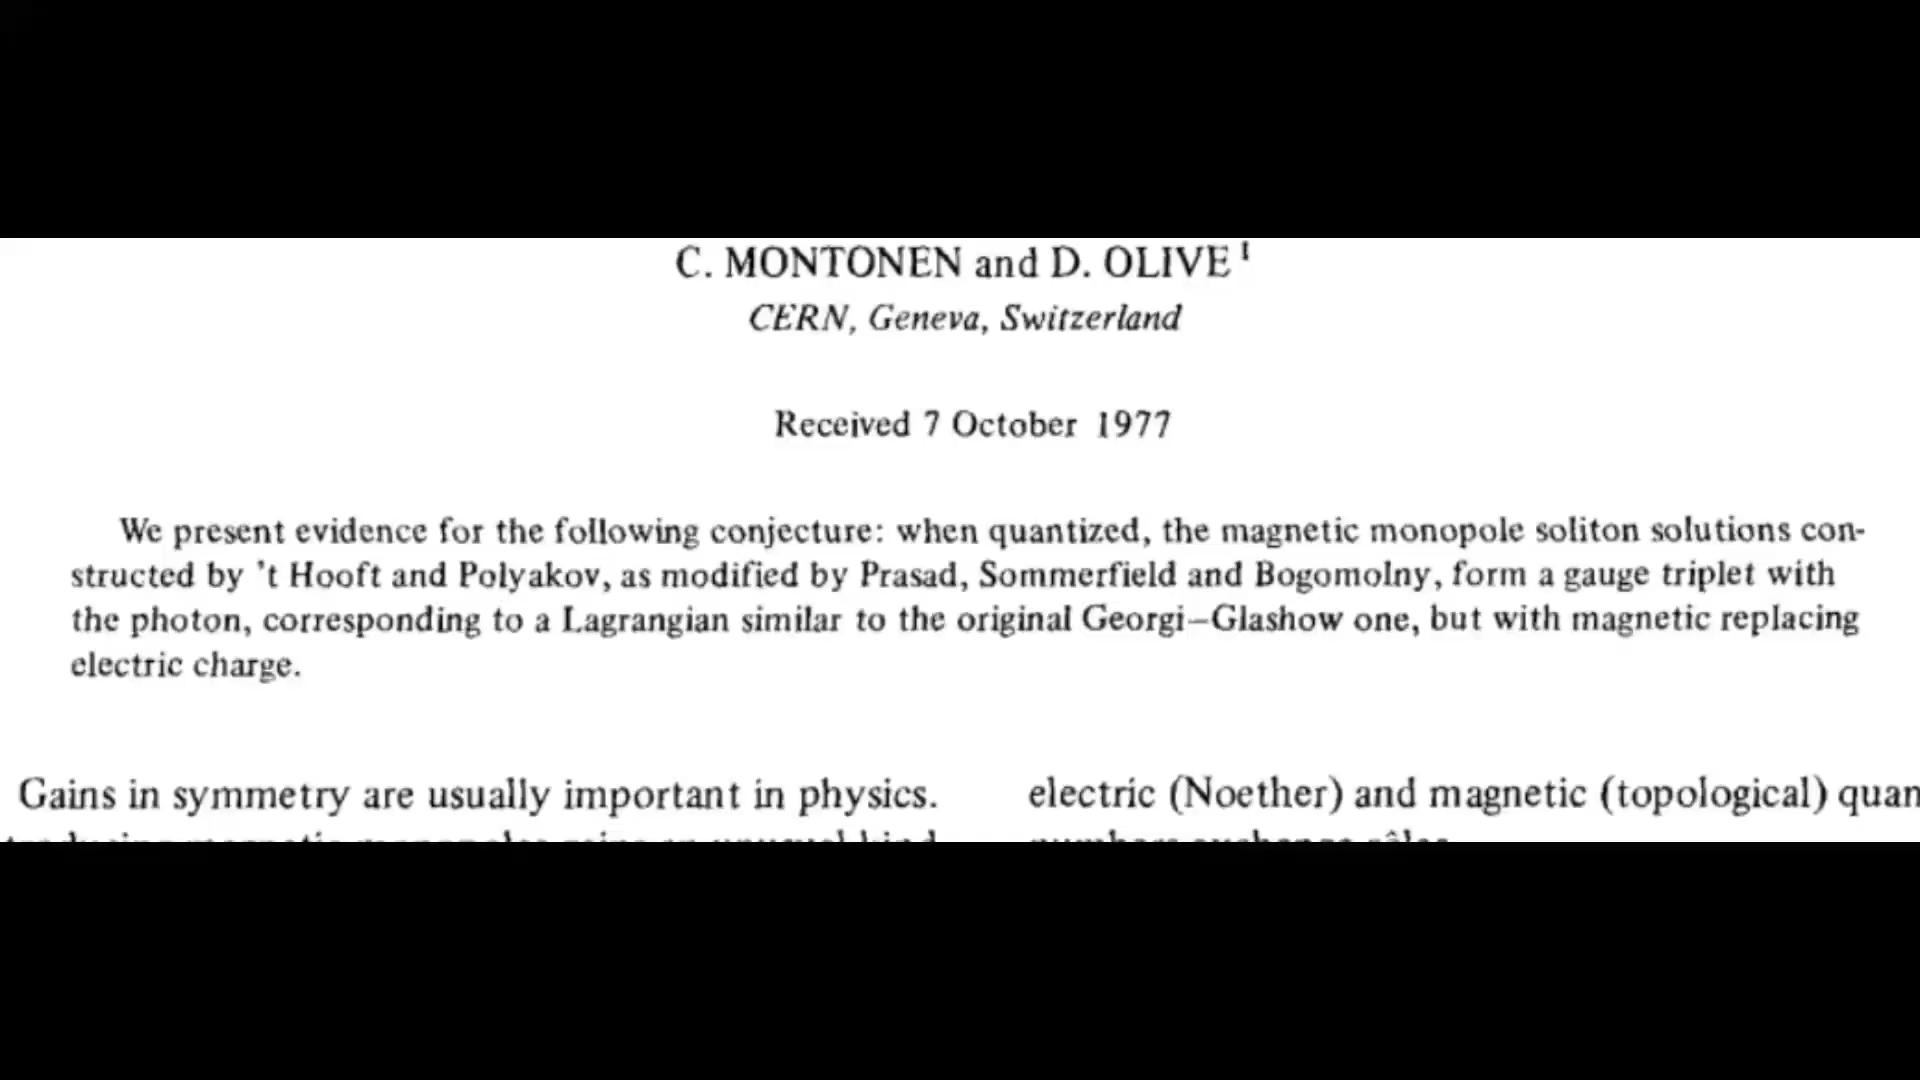 C. MONTONEN and D. OLIVE¹
CERN, Geneva, Switzerland
Received 7 October 1977
We present evidence for the following conjecture: when quantized, the magnetic monopole soliton solutions con-
structed by 't Hooft and Polyakov, as modified by Prasad, Sommerfield and Bogomolny, form a gauge triplet with
the photon, corresponding to a Lagrangian similar to the original Georgi–Glashow one, but with magnetic replacing
electric charge.
Gains in symmetry are usually important in physics.
electric (Noether) and magnetic (topological) quan